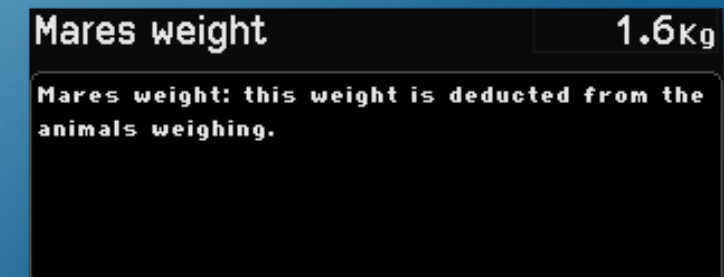 Mares weight
1.6Kg
Mares weight: this weight is deducted from the
animals weighing.